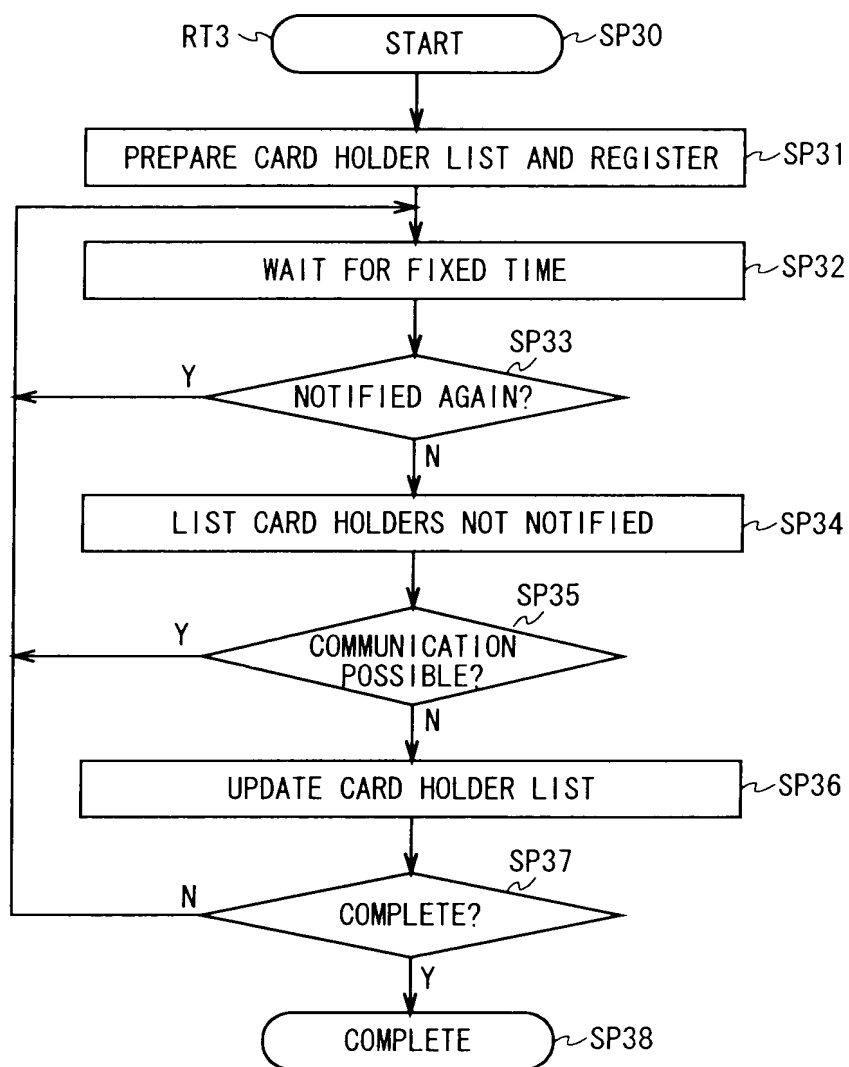 RT3 START SP30
PREPARE CARD HOLDER LIST AND REGISTER SP31
WAIT FOR FIXED TIME SP32
SP33
Y NOTIFIED AGAIN?
N
LIST CARD HOLDERS NOT NOTIFIED SP34
SP35
Y COMMUNICATION
POSSIBLE?
N
UPDATE CARD HOLDER LIST SP36
SP37
N COMPLETE?
Y
COMPLETE SP38